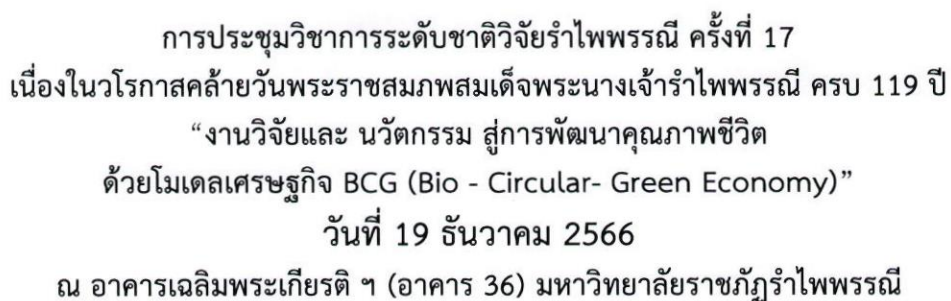 การประชุมวิชาการระดับชาติวิจัยรำไพพรรณี ครั้งที่ 17
เนื่องในวโรกาสคล้ายวันพระราชสมภพสมเด็จพระนางเจ้ารำไพพรรณี ครบ 119 ปี
“งานวิจัยและ นวัตกรรม สู่การพัฒนาคุณภาพชีวิต
ด้วยโมเดลเศรษฐกิจ BCG (Bio - Circular- Green Economy)”
วันที่ 19 ธันวาคม 2566
ณ อาคารเฉลิมพระเกียรติ ฯ (อาคาร 36) มหาวิทยาลัยราชภัฏรำไพพรรณี